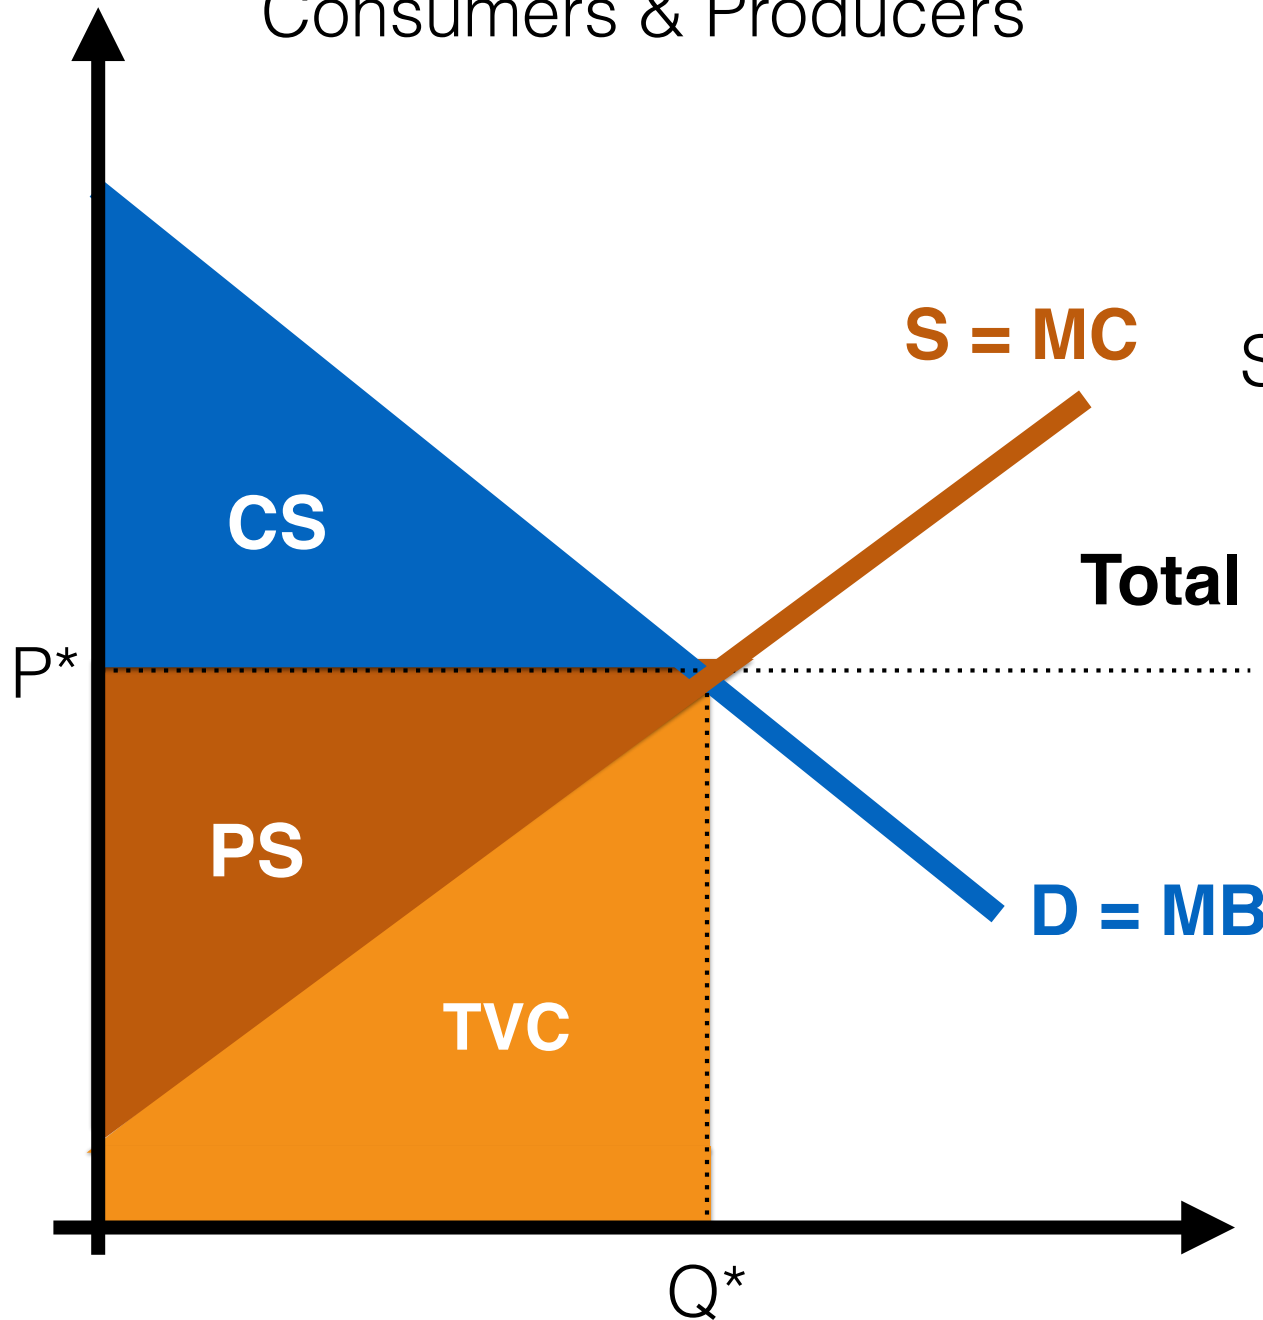 Consumers & Producers
S = MC
CS
Total
P*
PS
D = MB
TVC
Q*